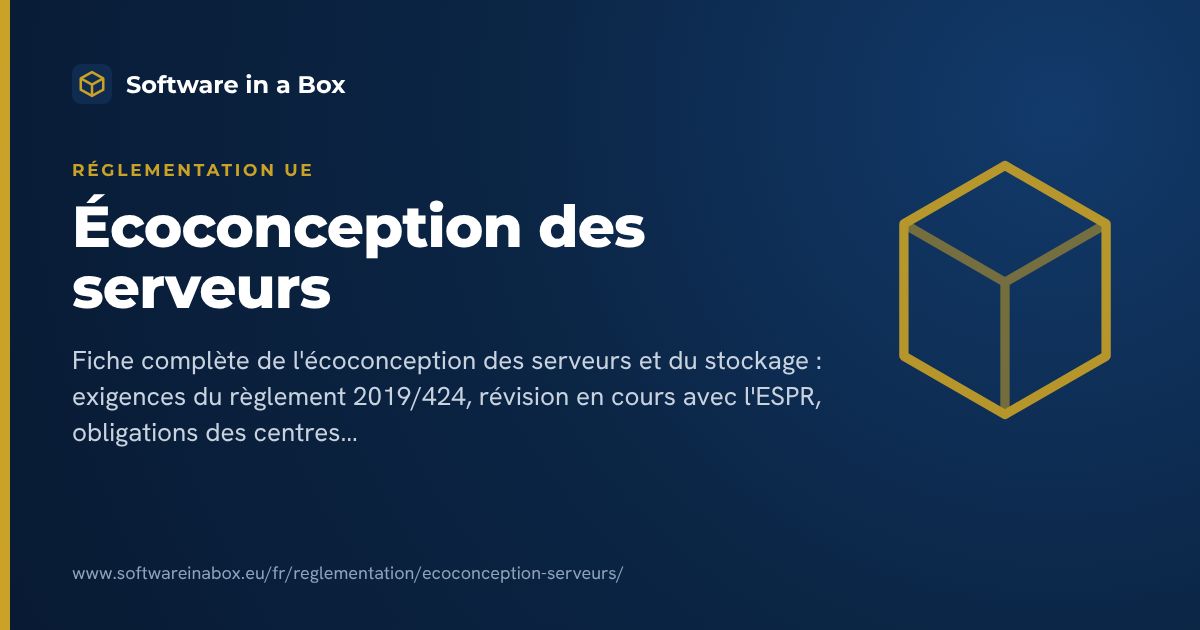 Software in a Box
RÉGLEMENTATION UE
Écoconception des
serveurs
Fiche complète de l'écoconception des serveurs et du stockage :
exigences du règlement 2019/424, révision en cours avec l'ESPR,
obligations des centres...
www.softwareinabox.eu/fr/reglementation/ecoconception-serveurs/